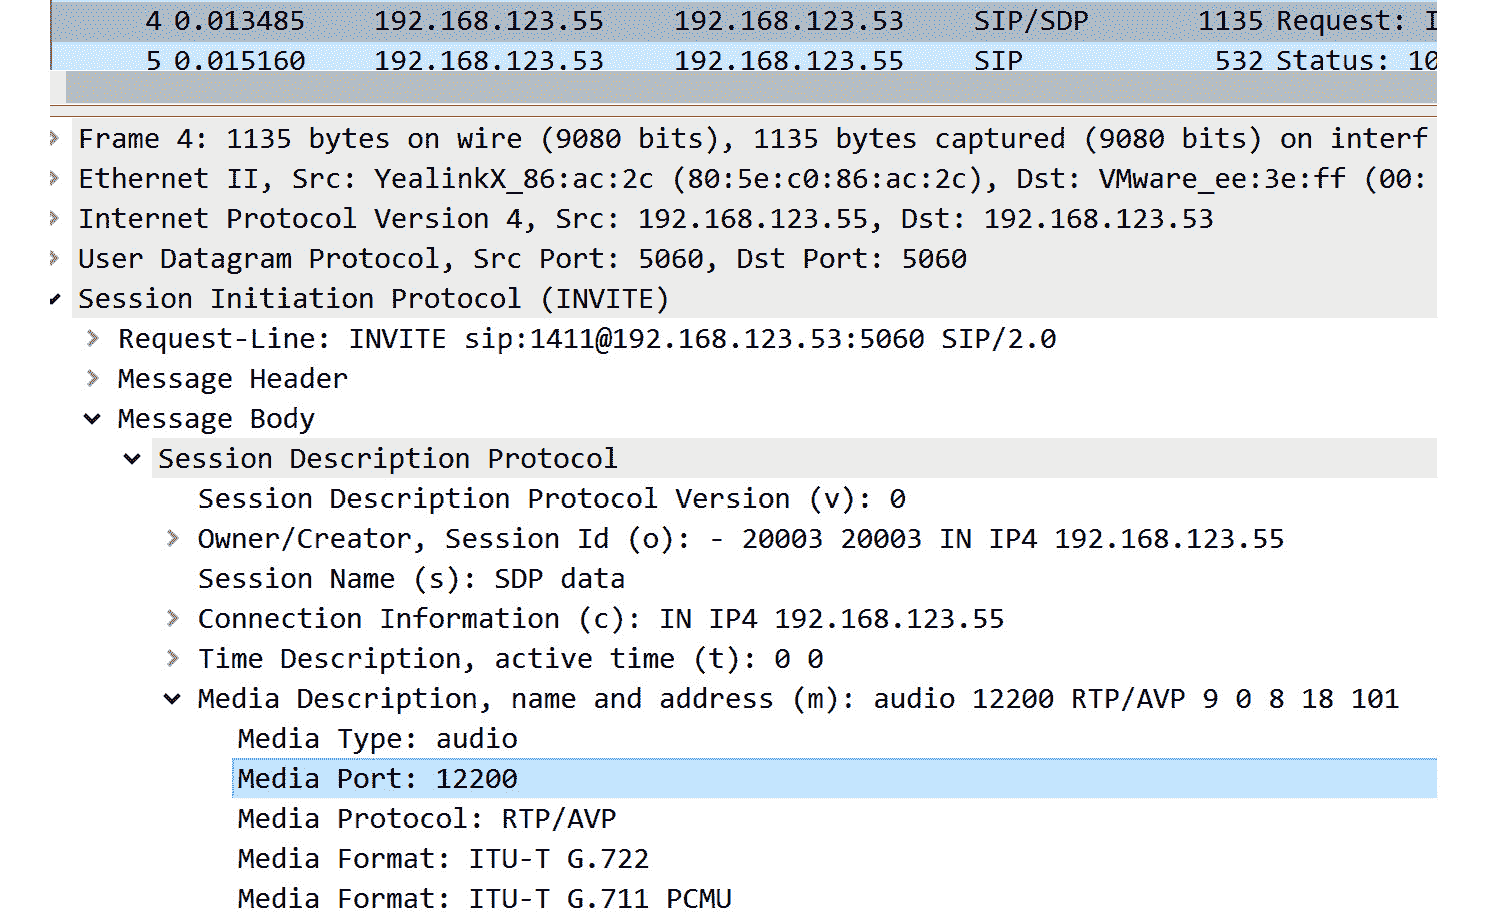 4 0.013485 192.168.123.55 192.168.123.53 SIP/SDP 1135 Request: I
5 0.015160 192.168.123.53 192.168.123.55 SIP 532 Status: 10
Frame 4: 1135 bytes on wire (9080 bits), 1135 bytes captured (9080 bits) on interf
Ethernet II, Src: YealinkX_86:ac:2c (80:5e:c0:86:ac:2c), Dst: VMware_ee:3e:ff (00:
Internet Protocol Version 4, Src: 192.168.123.55, Dst: 192.168.123.53
User Datagram Protocol, Src Port: 5060, Dst Port: 5060
Session Initiation Protocol (INVITE)
Request-Line: INVITE sip:1411@192.168.123.53:5060 SIP/2.0
Message Header
Message Body
Session Description Protocol
Session Description Protocol Version (v): 0
Owner/Creator, Session Id (o): - 20003 20003 IN IP4 192.168.123.55
Session Name (s): SDP data
Connection Information (c): IN IP4 192.168.123.55
Time Description, active time (t): 0 0
Media Description, name and address (m): audio 12200 RTP/AVP 9 0 8 18 101
Media Type: audio
Media Port: 12200
Media Protocol: RTP/AVP
Media Format: ITU-T G.722
Media Format: ITU-T G.711 PCMU